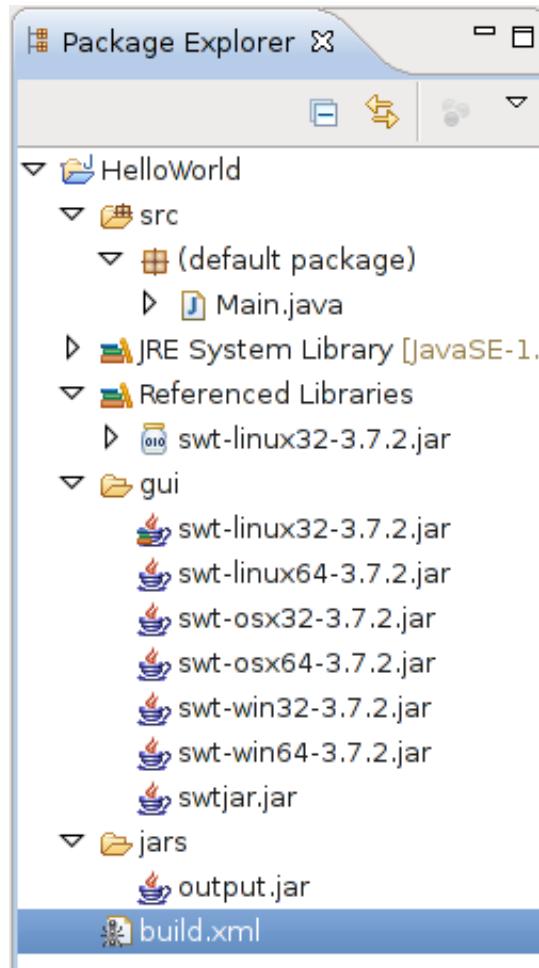 Package Explorer
HelloWorld
src
(default package)
Main.java
JRE System Library [JavaSE-1.
Referenced Libraries
swt-linux32-3.7.2.jar
gui
swt-linux32-3.7.2.jar
swt-linux64-3.7.2.jar
swt-osx32-3.7.2.jar
swt-osx64-3.7.2.jar
swt-win32-3.7.2.jar
swt-win64-3.7.2.jar
swtjar.jar
jars
output.jar
build.xml